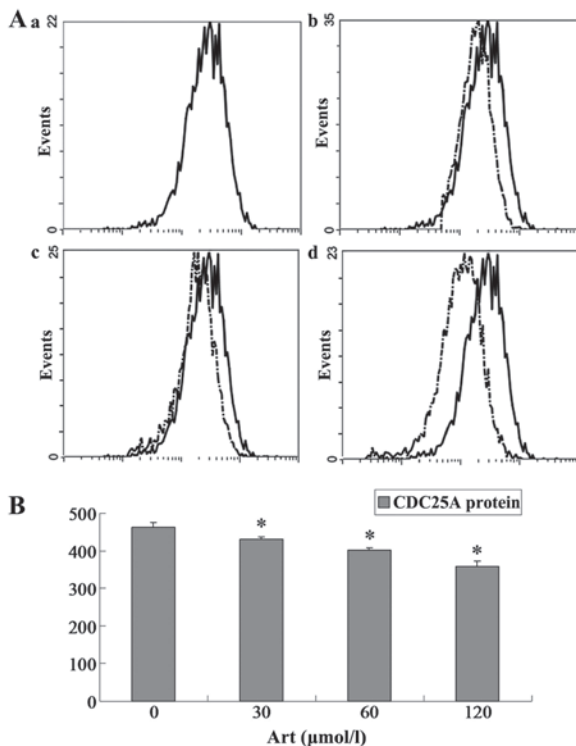 A
a
22
Events
0
b
35
Events
0
c
25
Events
0
d
23
Events
0
B
CDC25A protein
500
400
300
200
100
0
*
*
*
0 30 60 120
Art (μmol/l)